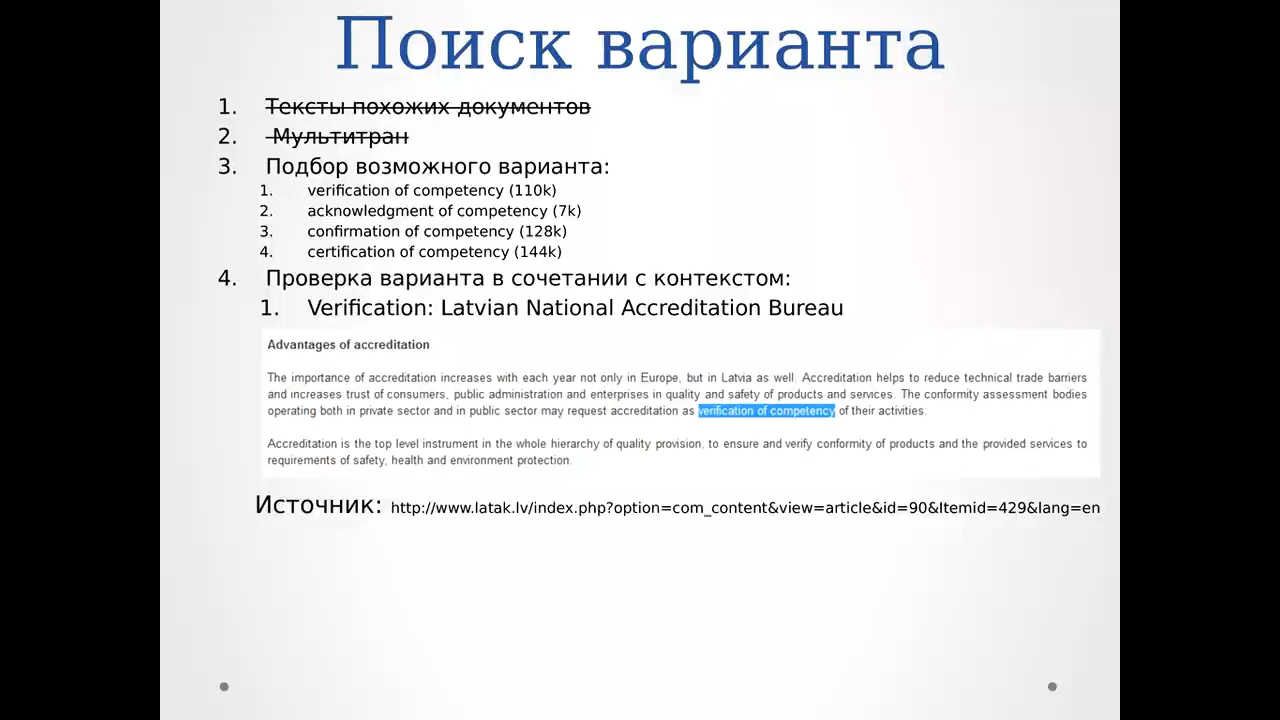 Поиск варианта
1. Тексты похожих документов
2. Мультитран
3. Подбор возможного варианта:
1. verification of competency (110k)
2. acknowledgment of competency (7k)
3. confirmation of competency (128k)
4. certification of competency (144k)
4. Проверка варианта в сочетании с контекстом:
1. Verification: Latvian National Accreditation Bureau
Advantages of accreditation
The importance of accreditation increases with each year not only in Europe, but in Latvia as well. Accreditation helps to reduce technical trade barriers
and increases trust of consumers, public administration and enterprises in quality and safety of products and services. The conformity assessment bodies
operating both in private sector and in public sector may request accreditation as verification of competency of their activities.
Accreditation is the top level instrument in the whole hierarchy of quality provision, to ensure and verify conformity of products and the provided services to
requirements of safety, health and environment protection.
Источник: http://www.latak.lv/index.php?option=com_content&view=article&id=90&Itemid=429&lang=en